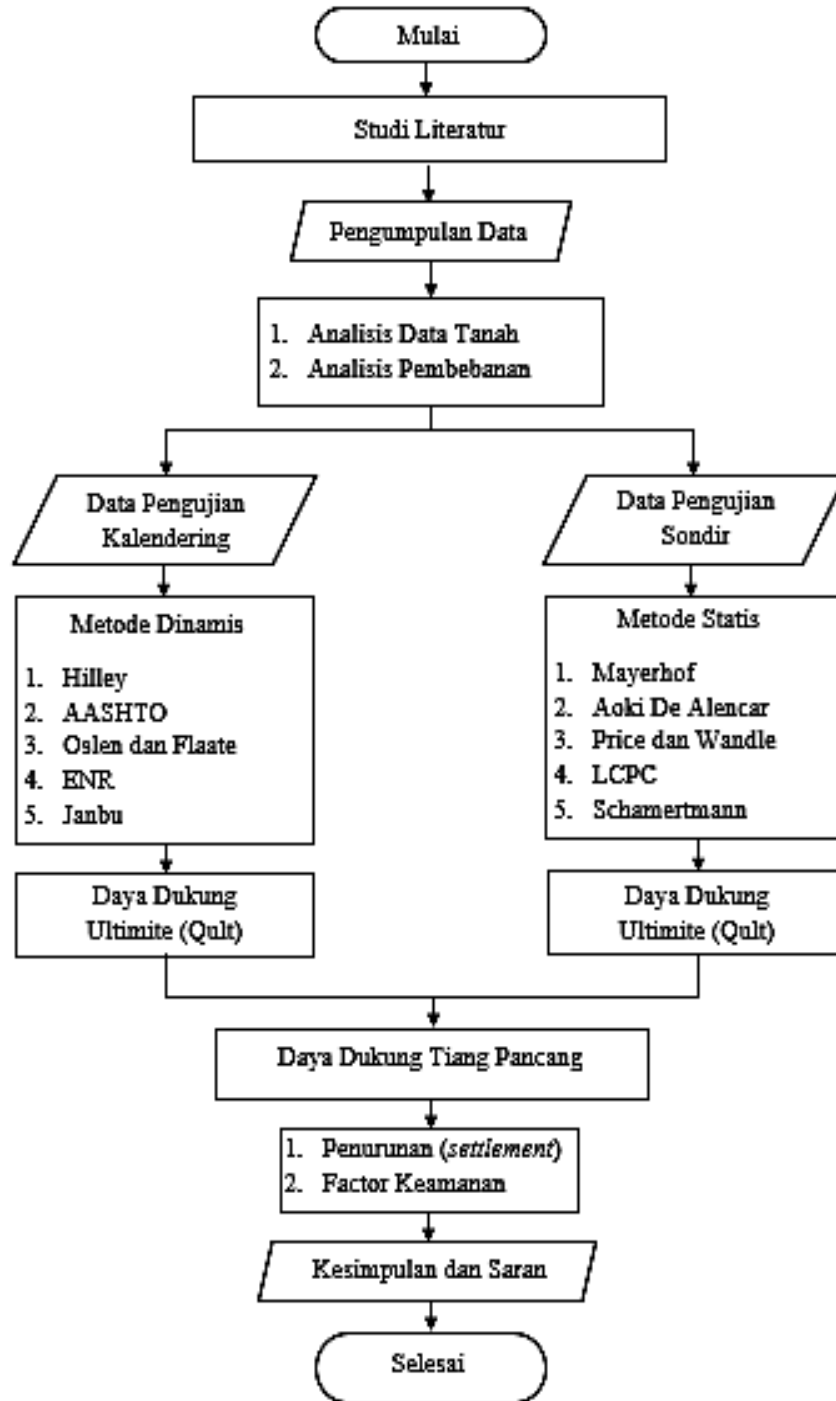 Mulai
Studi Literatur
Pengumpulan Data
1. Analisis Data Tanah
2. Analisis Pembebanan
Data Pengujian
Kalendering
Metode Dinamis
1. Hilley
2. AASHTO
3. Oslen dan Flaate
4. ENR
5. Janbu
Daya Dukung
Ultimite (Qult)
Data Pengujian
Sondir
Metode Statis
1. Mayerhof
2. Aoki De Alencar
3. Price dan Wandle
4. LCPC
5. Schamertmann
Daya Dukung
Ultimite (Qult)
Daya Dukung Tiang Pancang
1. Penurunan (settlement)
2. Factor Keamanan
Kesimpulan dan Saran
Selesai